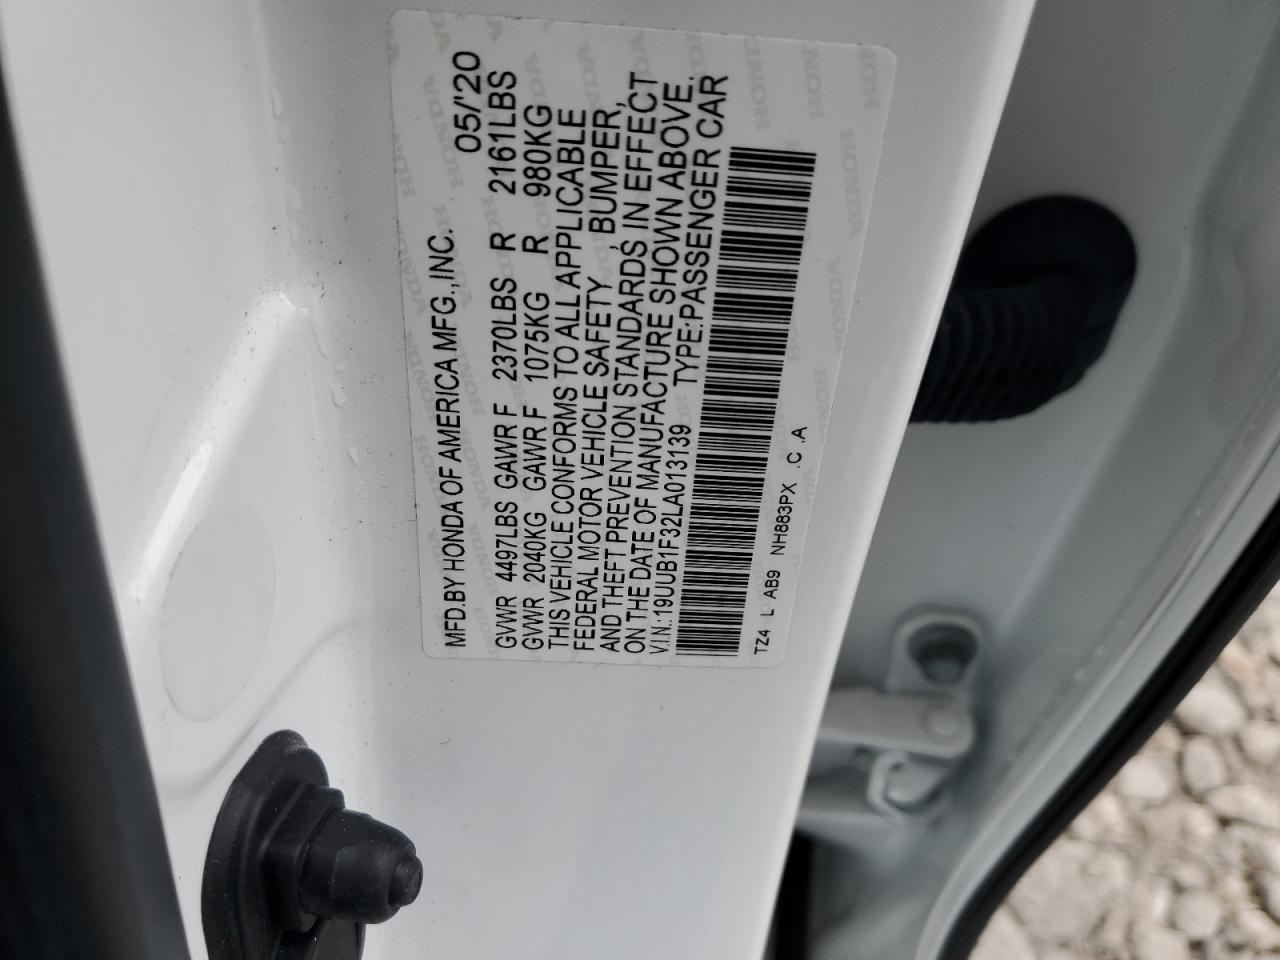 MFD.BY HONDA OF AMERICA MFG.,INC. 05/'20
GVWR 4497LBS GAWR F 2370LBS R 2161LBS
GVWR 2040KG GAWR F 1075KG R 980KG
THIS VEHICLE CONFORMS TO ALL APPLICABLE
FEDERAL MOTOR VEHICLE SAFETY, BUMPER,
AND THEFT PREVENTION STANDARDS IN EFFECT
ON THE DATE OF MANUFACTURE SHOWN ABOVE.
V.I.N.:19UUB1F32LA013139 TYPE:PASSENGER CAR
TZ4 L AB9 NH883PX .C .A